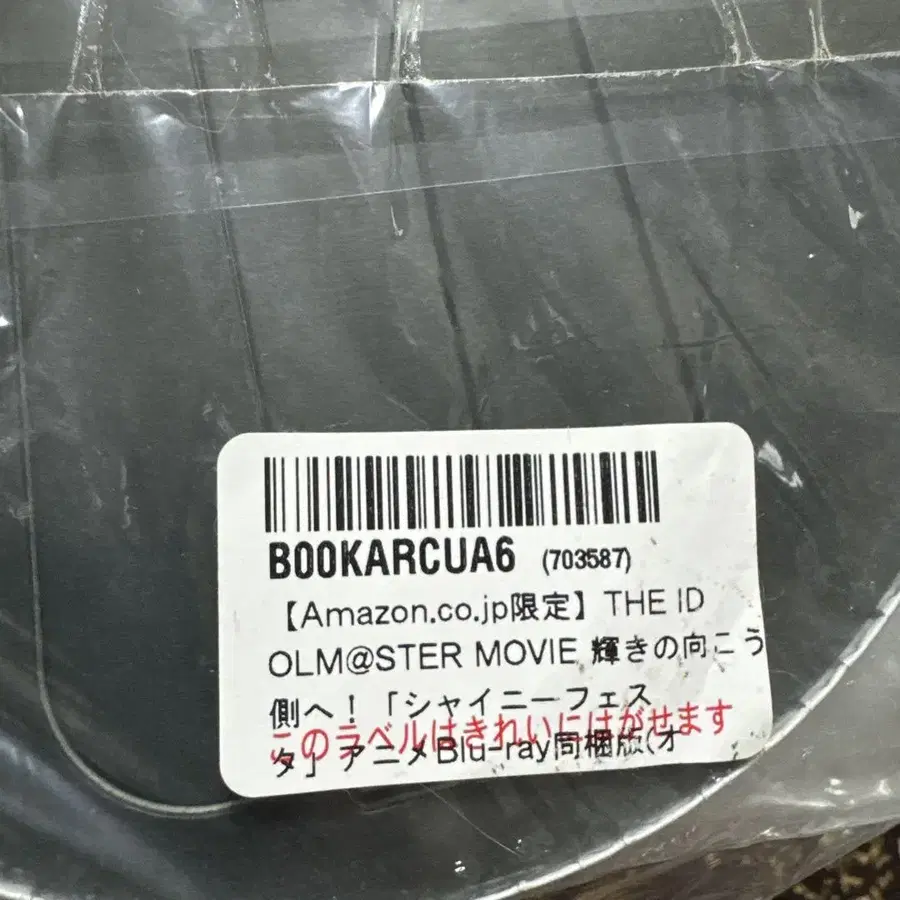 B00KARCUA6 (703587)
【Amazon.co.jp限定】THE ID
OLM@STER MOVIE 輝きの向こう
側へ!「シャイニーフェス
このラベルはきれいにはがせます
タ」アニメBlu-ray同梱版(オ